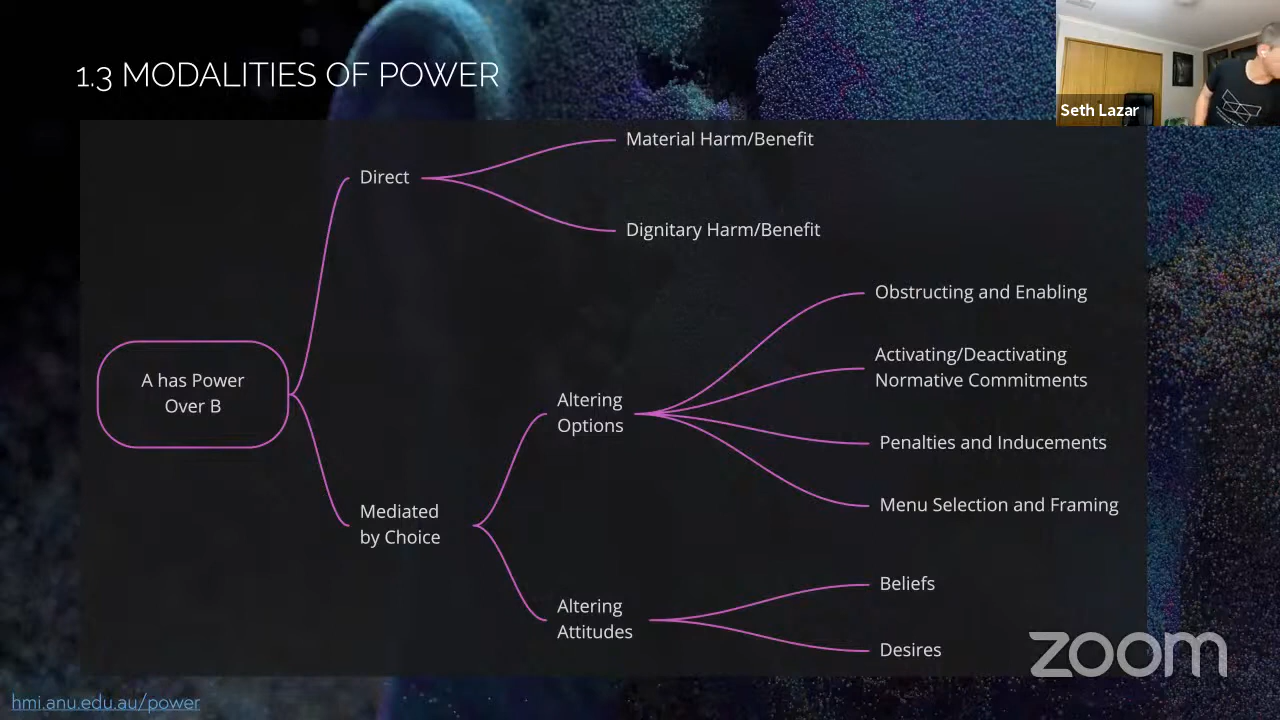 1.3 MODALITIES OF POWER
Seth Lazar
Material Harm/Benefit
Direct
Dignitary Harm/Benefit
Obstructing and Enabling
Activating/Deactivating
Normative Commitments
A has Power
Over B
Altering
Options
Penalties and Inducements
Menu Selection and Framing
Mediated
by Choice
Beliefs
Altering
Attitudes
Desires
zoom
hmi.anu.edu.au/power